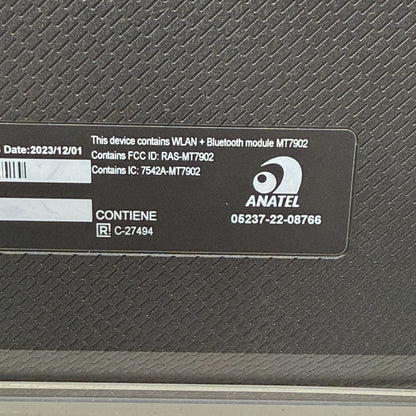 Date:2023/12/01
This device contains WLAN + Bluetooth module MT7902
Contains FCC ID: RAS-MT7902
Contains IC: 7542A-MT7902
ANATEL
05237-22-08766
CONTIENE
R C-27494